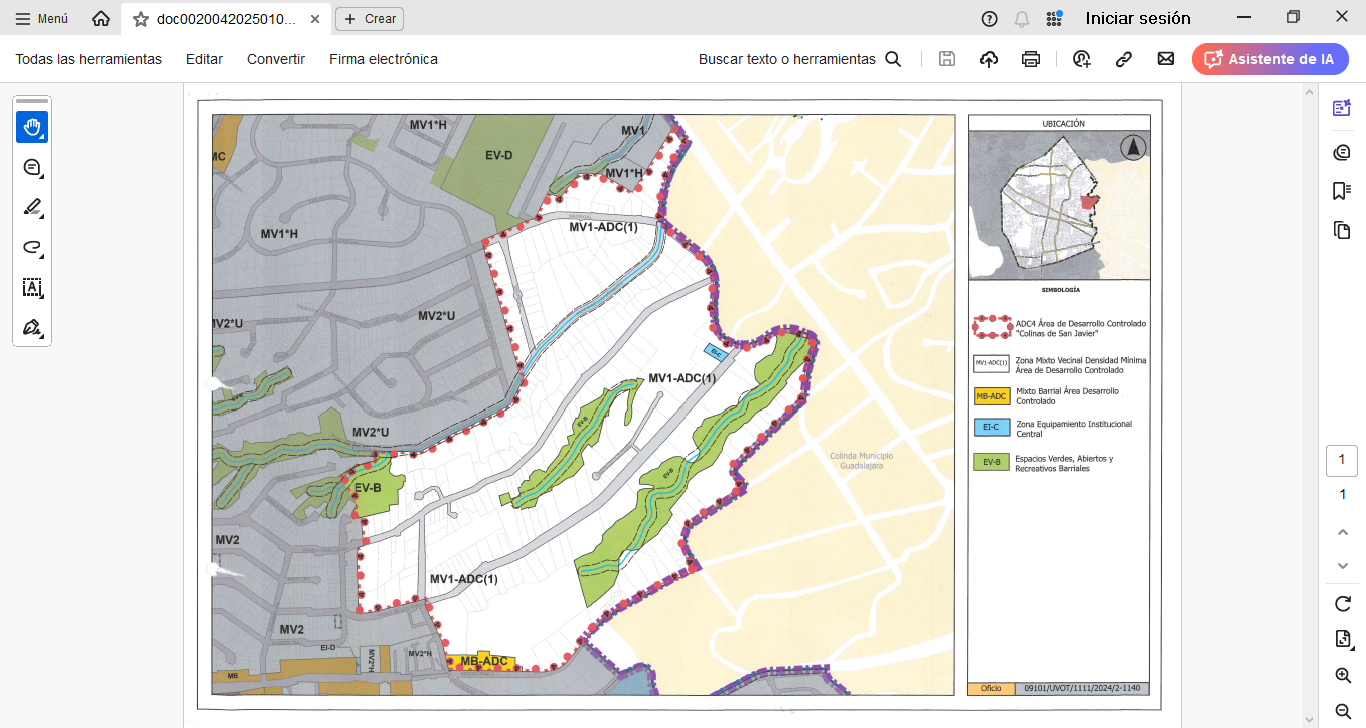 Menú
doc0020042025010...
Crear
Iniciar sesión
Todas las herramientas
Editar
Convertir
Firma electrónica
Buscar texto o herramientas
Asistente de IA
MV1*H
MV1
MC
EV-D
MV1*H
MV1*H
MV1-ADC(1)
MV2*U
MV2*U
EI-C
MV1-ADC(1)
EV-B
MV2*U
EV-B
EV-B
Colinda Municipio
Guadalajara
MV2
MV1-ADC(1)
MV2
EI-D
MV2*H
MV2*H
MB-ADC
MB
UBICACIÓN
SIMBOLOGÍA
ADC4 Área de Desarrollo Controlado
"Colinas de San Javier"
MV1-ADC(1)
Zona Mixto Vecinal Densidad Mínima
Área de Desarrollo Controlado
MB-ADC
Mixto Barrial Área Desarrollo
Controlado
EI-C
Zona Equipamiento Institucional
Central
EV-B
Espacios Verdes, Abiertos y
Recreativos Barriales
Oficio
09101/UVOT/1111/2024/2-1140
1
1